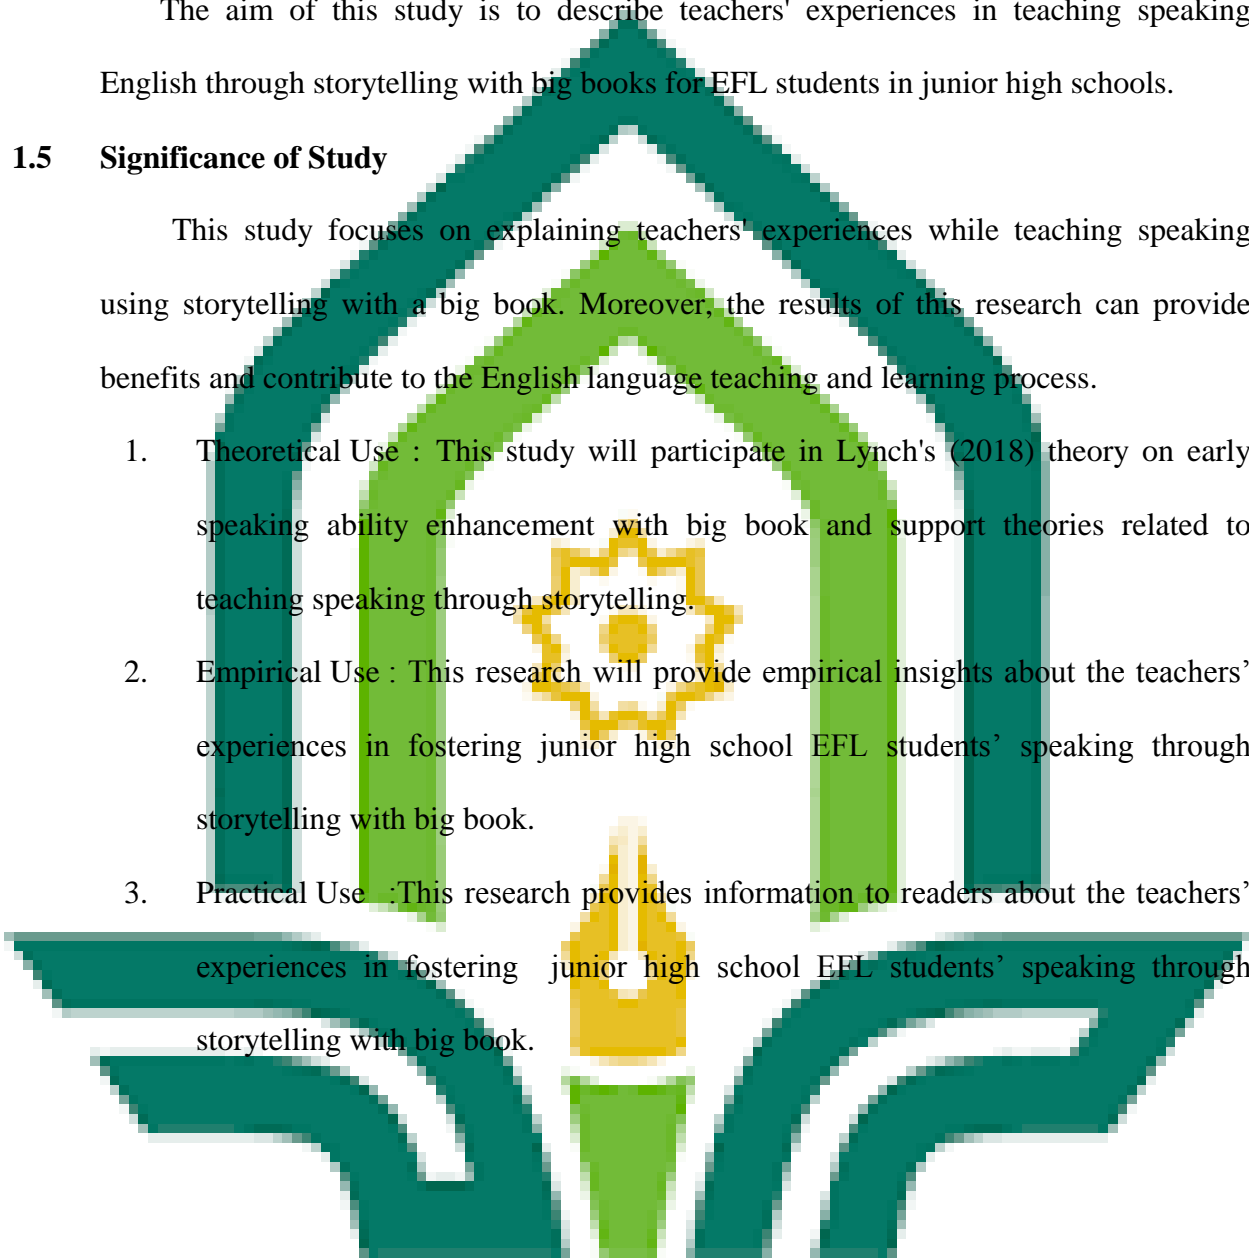 The aim of this study is to describe teachers' experiences in teaching speaking
English through storytelling with big books for EFL students in junior high schools.
1.5 Significance of Study
This study focuses on explaining teachers' experiences while teaching speaking
using storytelling with a big book. Moreover, the results of this research can provide
benefits and contribute to the English language teaching and learning process.
1. Theoretical Use : This study will participate in Lynch's (2018) theory on early
speaking ability enhancement with big book and support theories related to
teaching speaking through storytelling.
2. Empirical Use : This research will provide empirical insights about the teachers’
experiences in fostering junior high school EFL students’ speaking through
storytelling with big book.
3. Practical Use :This research provides information to readers about the teachers’
experiences in fostering junior high school EFL students’ speaking through
storytelling with big book.